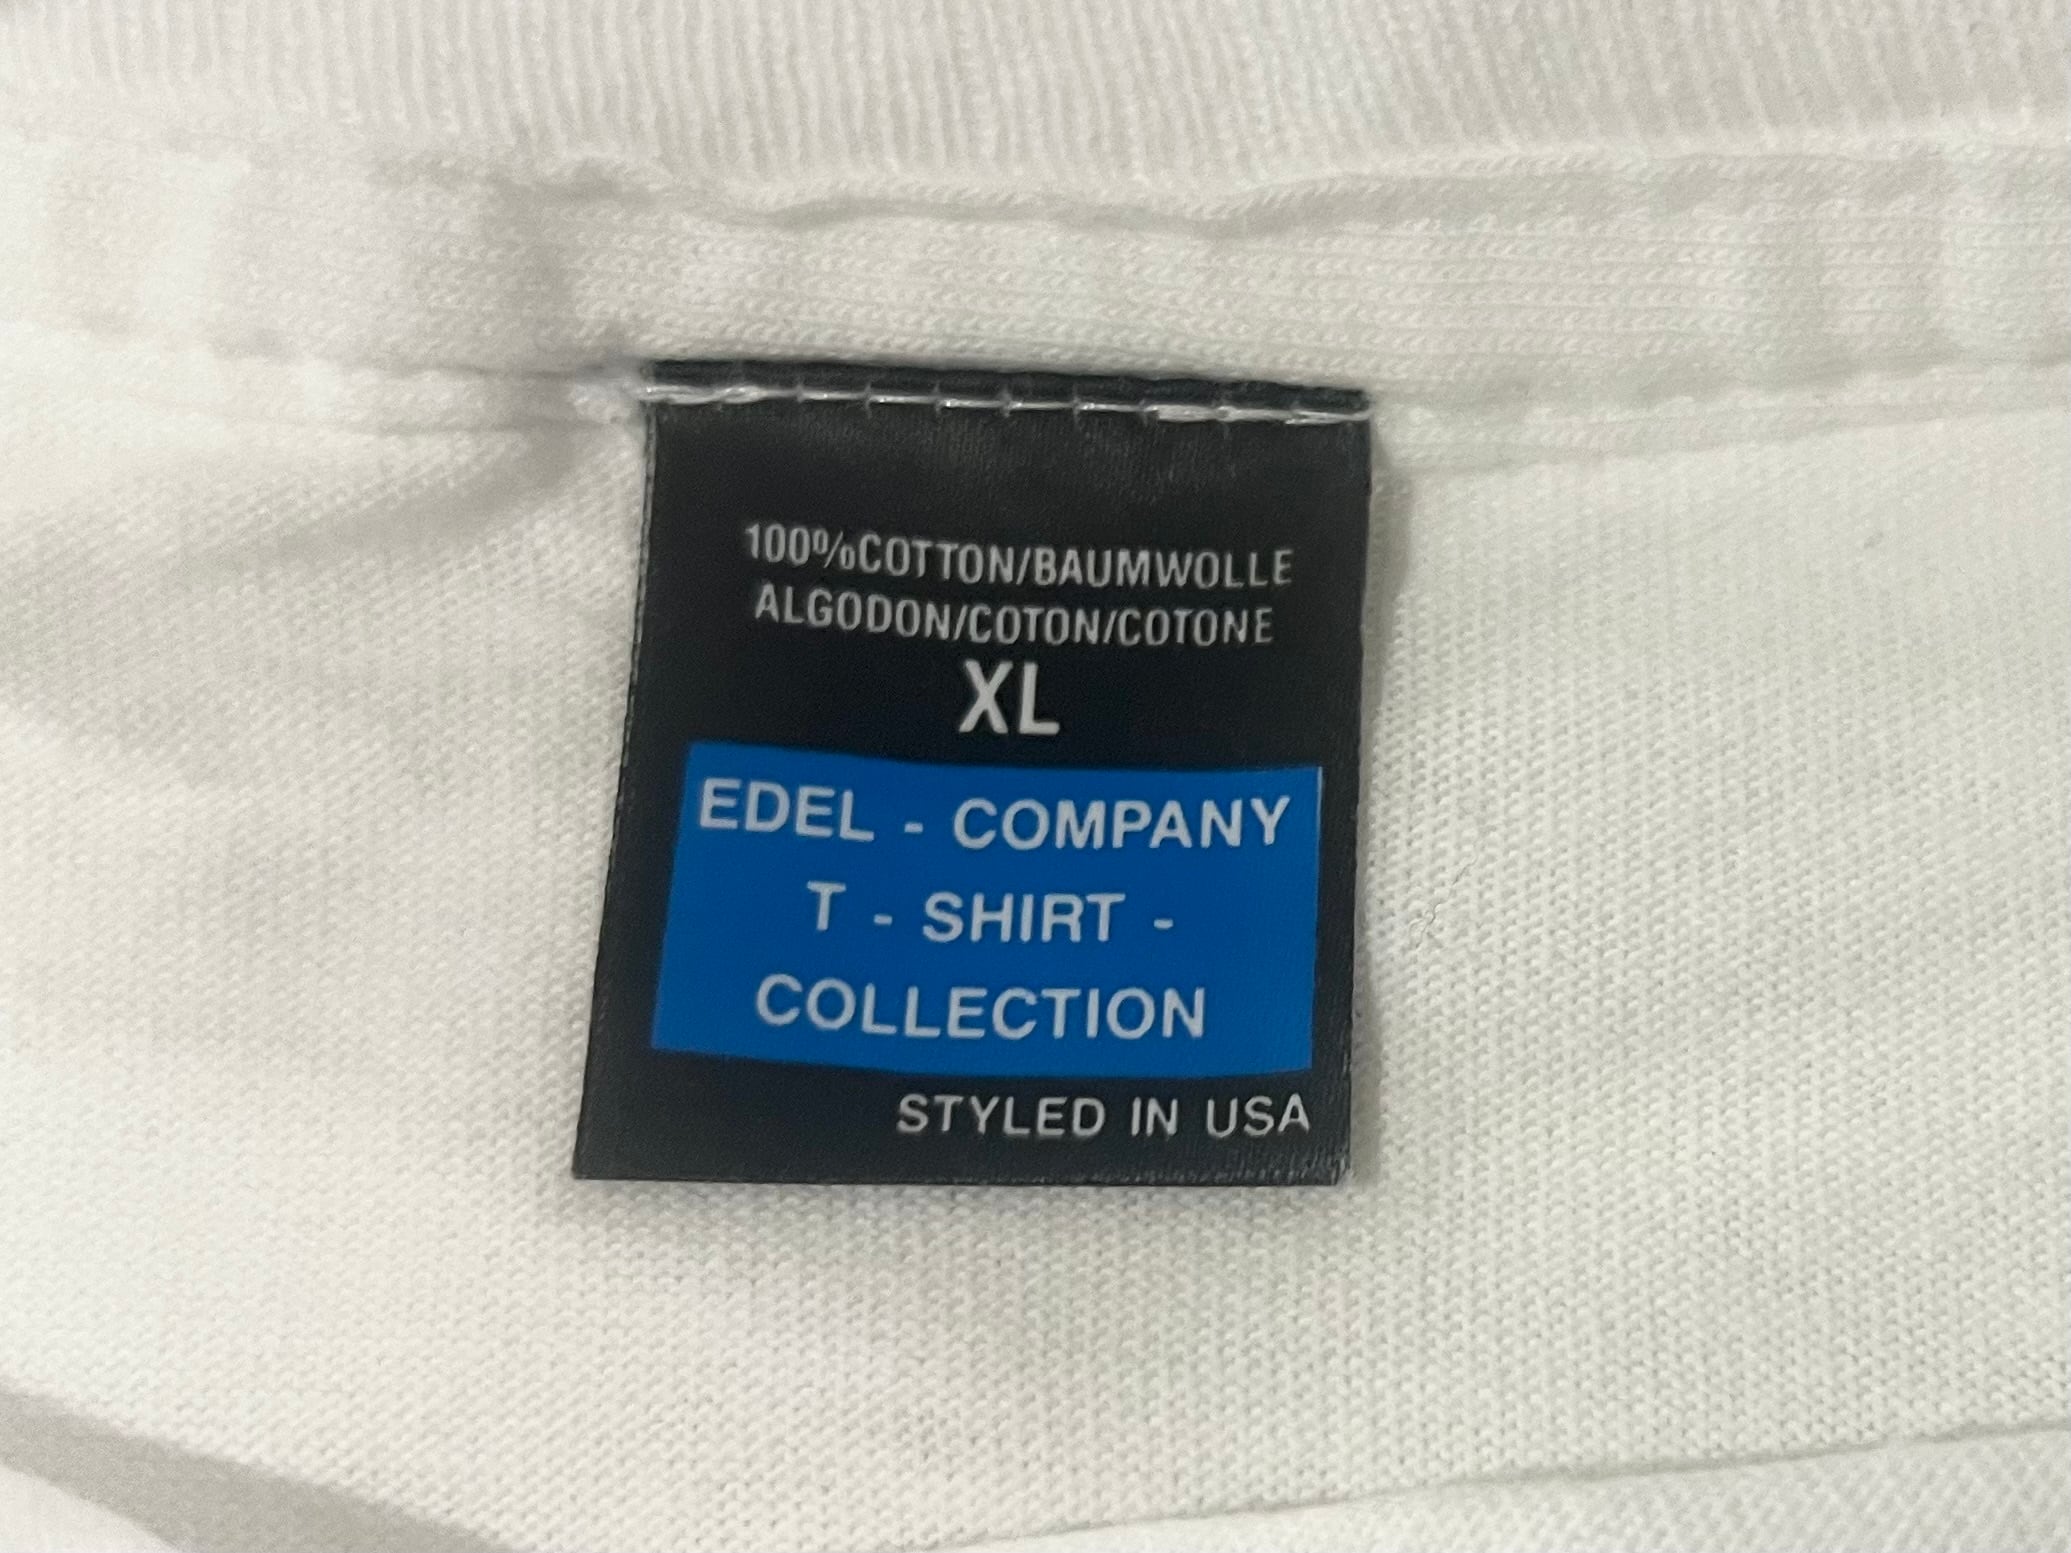 100%COTTON/BAUMWOLLE
ALGODON/COTON/COTONE
XL
EDEL - COMPANY
T - SHIRT -
COLLECTION
STYLED IN USA